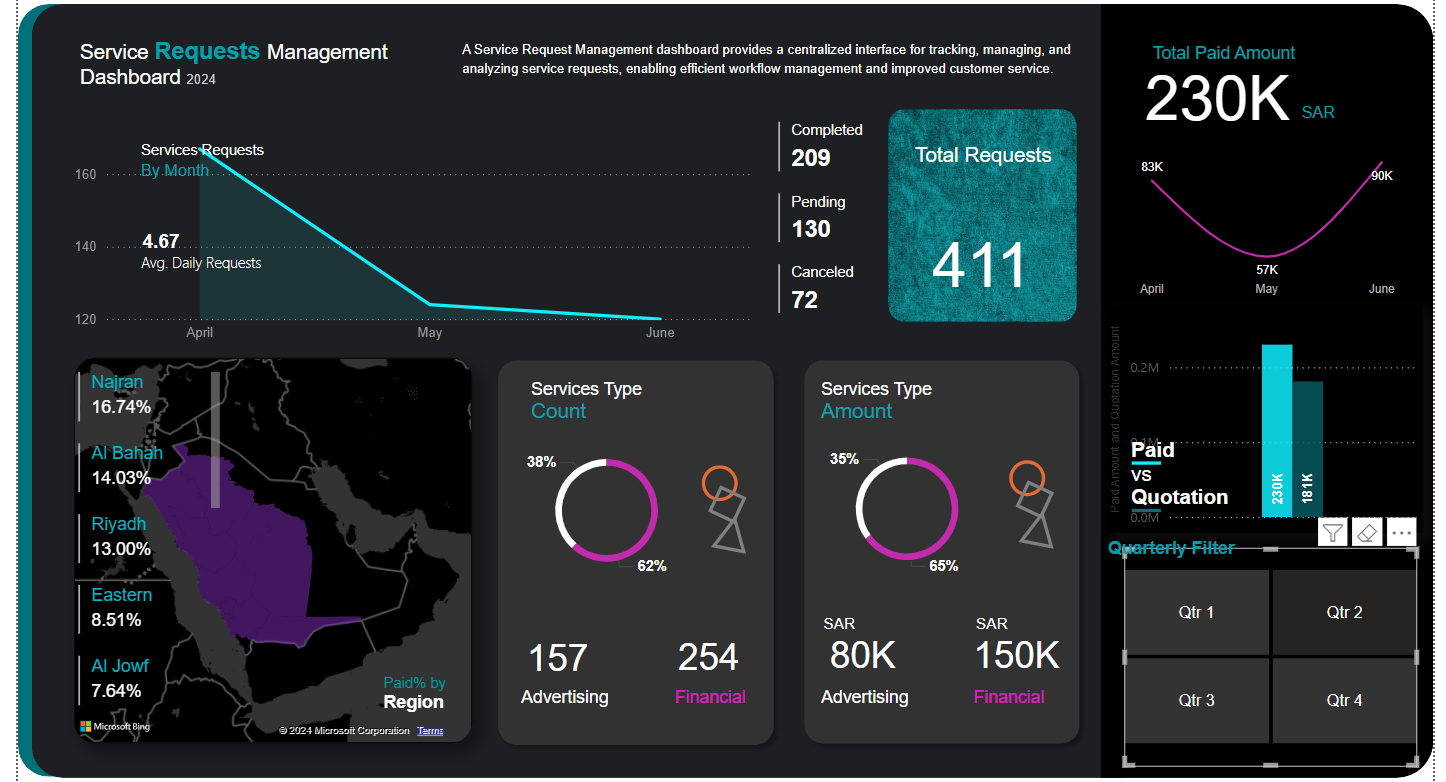 Service Requests Management
Dashboard 2024
A Service Request Management dashboard provides a centralized interface for tracking, managing, and
analyzing service requests, enabling efficient workflow management and improved customer service.
Services Requests
By Month
160
140
120
4.67
Avg. Daily Requests
April
May
June
Completed
209
Pending
130
Canceled
72
Total Requests
411
Total Paid Amount
230K SAR
83K
57K
90K
April
May
June
Najran
16.74%
Al Bahah
14.03%
Riyadh
13.00%
Eastern
8.51%
Al Jowf
7.64%
Paid% by
Region
Microsoft Bing
© 2024 Microsoft Corporation Terms
Services Type
Count
38%
62%
157
Advertising
254
Financial
Services Type
Amount
35%
65%
SAR
80K
Advertising
SAR
150K
Financial
Paid Amount and Quotation Amount
0.2M
0.1M
0.0M
Paid
VS
Quotation
230K
181K
Quarterly Filter
Qtr 1
Qtr 2
Qtr 3
Qtr 4